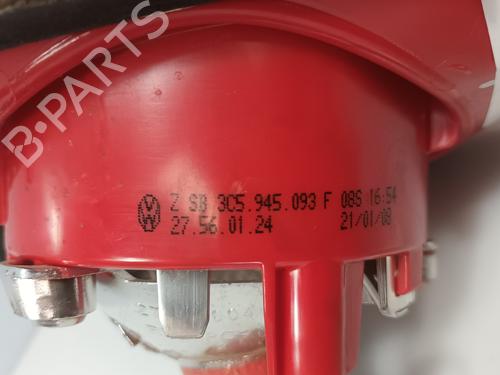 B-PARTS
Z SB 3C5.945.093 F 08S 16:54
27.56.01.24 21/01/08